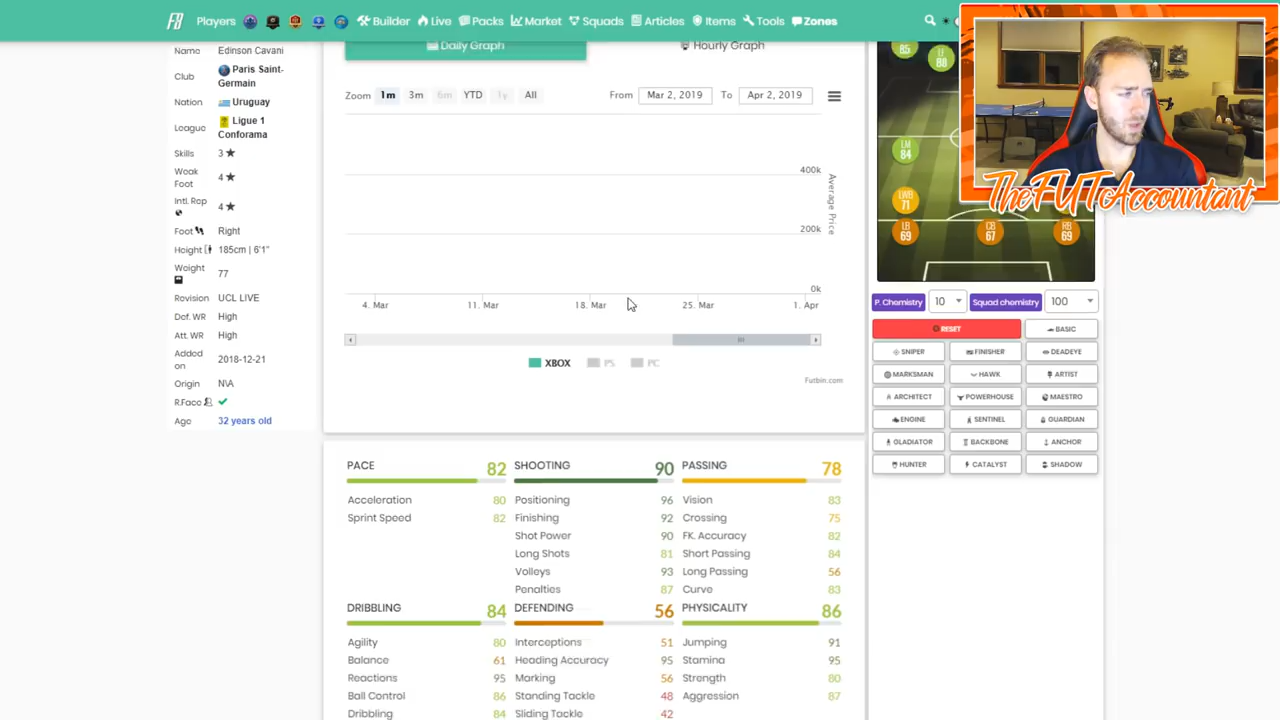 FB Players Builder Live Packs Market Squads Articles Items Tools Zones
Name Edinson Cavani
Club Paris Saint-Germain
Nation Uruguay
League Ligue 1 Conforama
Skills 3
Weak Foot 4
Intl. Rep 4
Foot Right
Height 185cm | 6'1"
Weight 77
Revision UCL LIVE
Def. WR High
Att. WR High
Added on 2018-12-21
Origin N\A
R.Face
Age 32 years old
Daily Graph Hourly Graph
Zoom 1m 3m 6m YTD 1y All From Mar 2, 2019 To Apr 2, 2019
400k
200k
0k
Average Price
4. Mar 11. Mar 18. Mar 25. Mar 1. Apr
XBOX PS PC
Futbin.com
PACE 82
Acceleration 80
Sprint Speed 82
SHOOTING 90
Positioning 96
Finishing 92
Shot Power 90
Long Shots 81
Volleys 93
Penalties 87
PASSING 78
Vision 83
Crossing 75
FK. Accuracy 82
Short Passing 84
Long Passing 56
Curve 83
DRIBBLING 84
Agility 80
Balance 61
Reactions 95
Ball Control 86
Dribbling 84
DEFENDING 56
Interceptions 51
Heading Accuracy 95
Marking 56
Standing Tackle 48
Sliding Tackle 42
PHYSICALITY 86
Jumping 91
Stamina 95
Strength 80
Aggression 87
85
88
LM 84
LWB 71
LB 69
CB 67
RB 69
TheFUTAccountant
P. Chemistry 10 Squad chemistry 100
RESET BASIC
SNIPER FINISHER DEADEYE
MARKSMAN HAWK ARTIST
ARCHITECT POWERHOUSE MAESTRO
ENGINE SENTINEL GUARDIAN
GLADIATOR BACKBONE ANCHOR
HUNTER CATALYST SHADOW